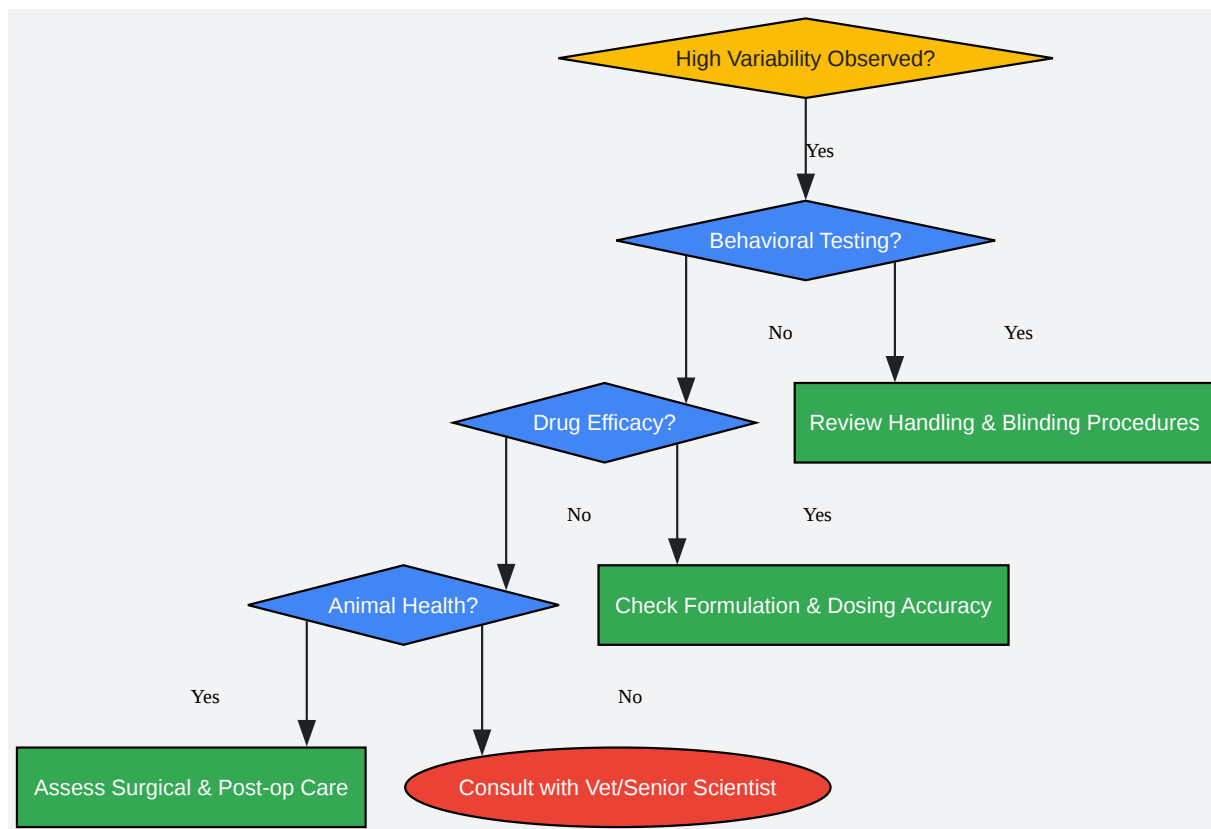 High Variability Observed?
Yes
Behavioral Testing?
No
Yes
Drug Efficacy?
Review Handling & Blinding Procedures
No
Yes
Animal Health?
Check Formulation & Dosing Accuracy
Yes
No
Assess Surgical & Post-op Care
Consult with Vet/Senior Scientist